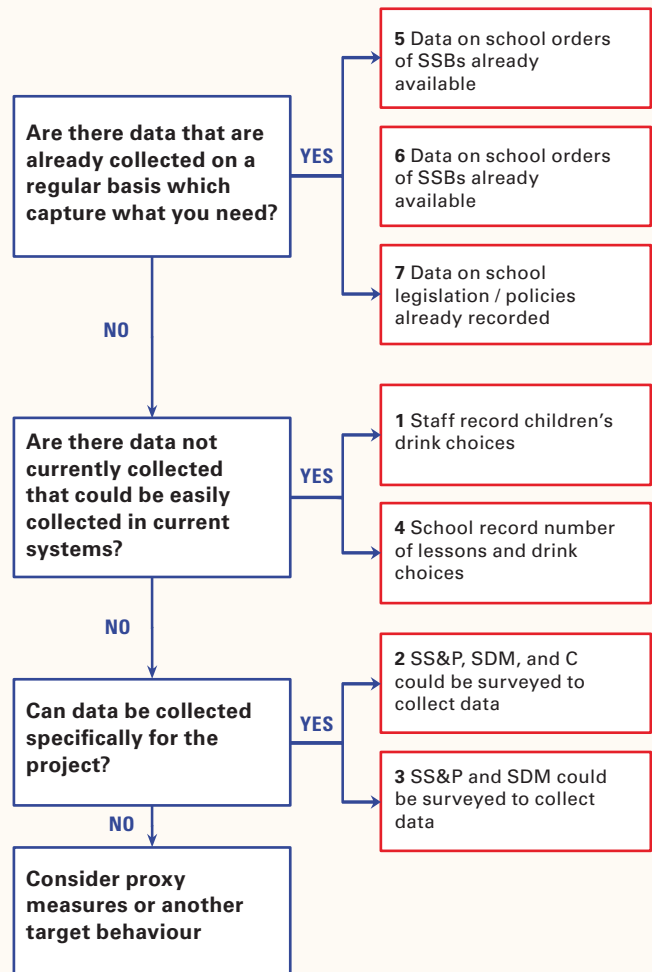 Are there data that are
already collected on a
regular basis which
capture what you need?
YES
5 Data on school orders
of SSBs already
available
6 Data on school orders
of SSBs already
available
7 Data on school
legislation / policies
already recorded
NO
Are there data not
currently collected
that could be easily
collected in current
systems?
YES
1 Staff record children’s
drink choices
4 School record number
of lessons and drink
choices
NO
Can data be collected
specifically for the
project?
YES
2 SS&P, SDM, and C
could be surveyed to
collect data
3 SS&P and SDM could
be surveyed to collect
data
NO
Consider proxy
measures or another
target behaviour